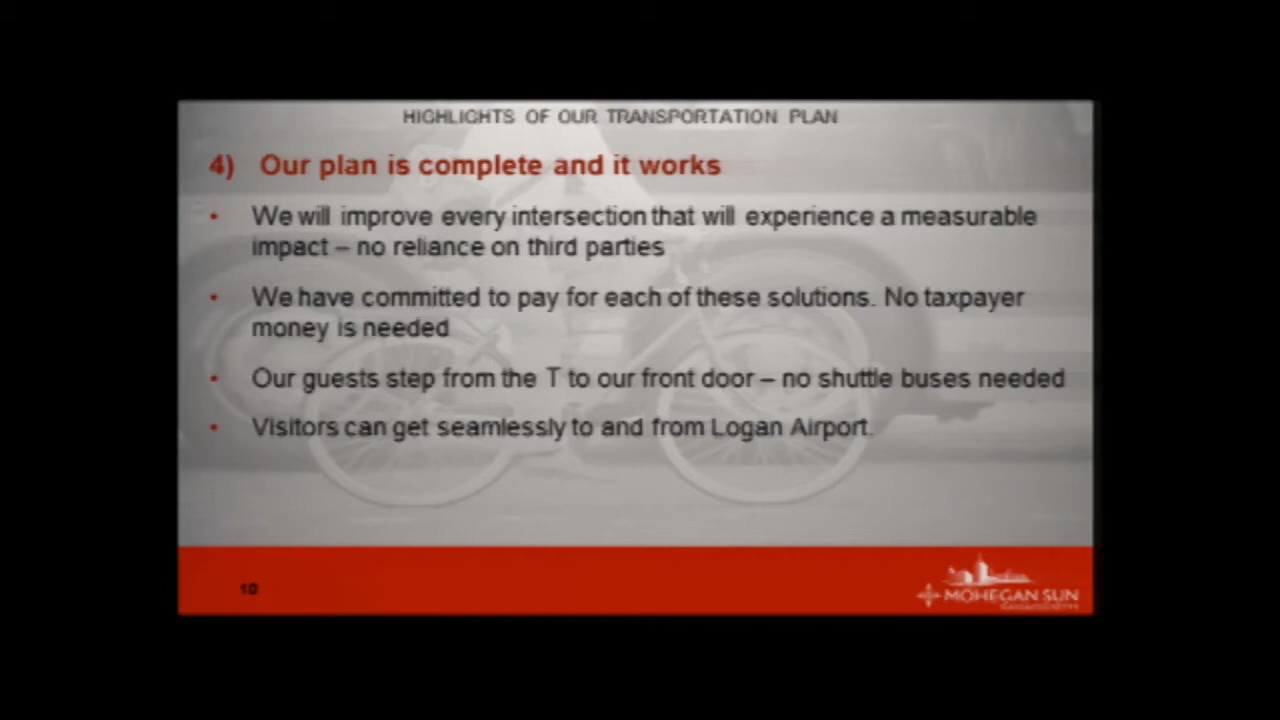 HIGHLIGHTS OF OUR TRANSPORTATION PLAN
4) Our plan is complete and it works
• We will improve every intersection that will experience a measurable
impact – no reliance on third parties
• We have committed to pay for each of these solutions. No taxpayer
money is needed
• Our guests step from the T to our front door – no shuttle buses needed
• Visitors can get seamlessly to and from Logan Airport.
10
MOHEGAN SUN